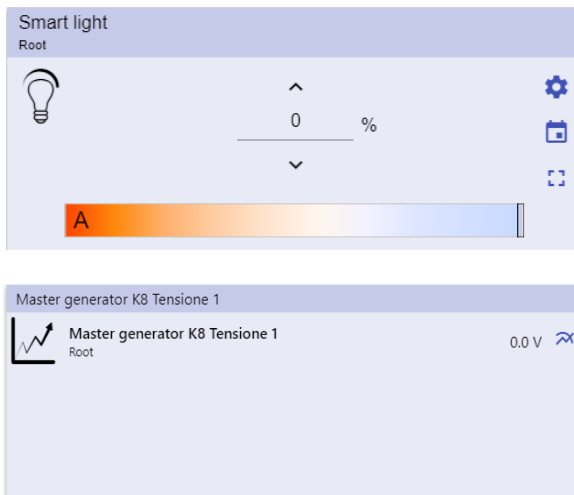 Smart light
Root
0 %
A
Master generator K8 Tensione 1
Master generator K8 Tensione 1
Root
0.0 V